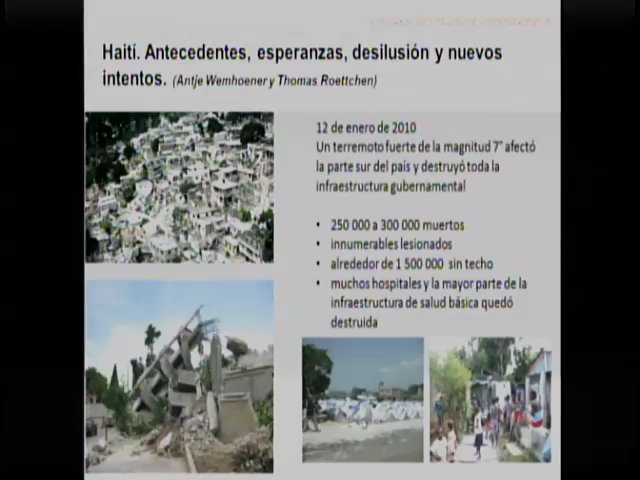 Haití. Antecedentes, esperanzas, desilusión y nuevos
intentos. (Antje Wemhoener y Thomas Roettchen)
12 de enero de 2010
Un terremoto fuerte de la magnitud 7° afectó
la parte sur del país y destruyó toda la
infraestructura gubernamental
• 250 000 a 300 000 muertos
• innumerables lesionados
• alrededor de 1 500 000 sin techo
• muchos hospitales y la mayor parte de la
infraestructura de salud básica quedó
destruida